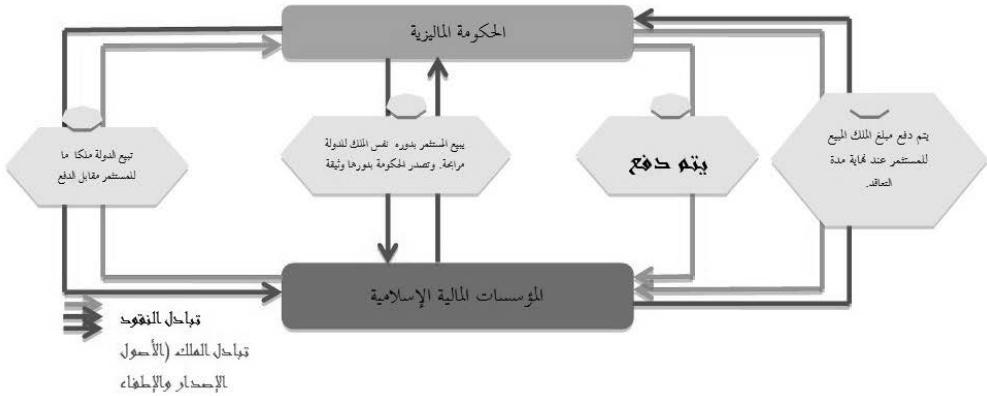 الحكومة الماليزية
يتم دفع مبلغ الملك المبيع
للمستثمر عند نهاية مدة
التعاقد.
يتم دفع
يبيع المستثمر بدوره نفس الملك للدولة
مرابحة. وتصدر الحكومة بدورها وثيقة
تبيع الدولة ملكا ما
للمستثمر مقابل الدفع
المؤسسات المالية الإسلامية
تبادل النقود
تبادل الملك (الأصول
الإصدار والإطفاء